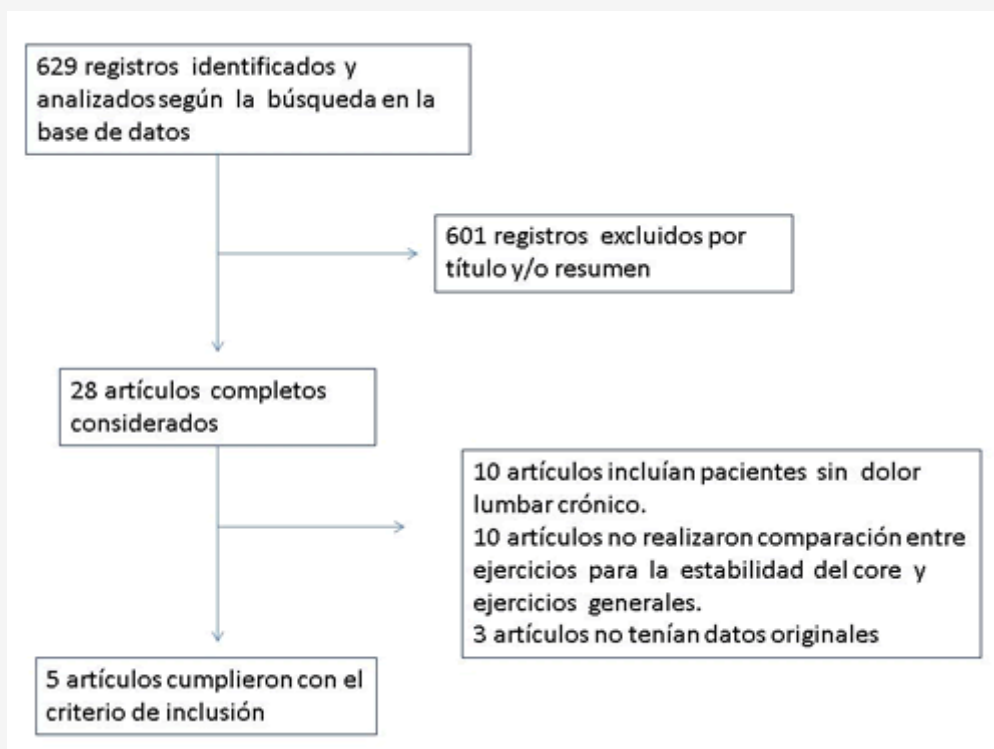 629 registros identificados y
analizados según la búsqueda en la
base de datos
601 registros excluidos por
título y/o resumen
28 artículos completos
considerados
10 artículos incluían pacientes sin dolor
lumbar crónico.
10 artículos no realizaron comparación entre
ejercicios para la estabilidad del core y
ejercicios generales.
3 artículos no tenían datos originales
5 artículos cumplieron con el
criterio de inclusión